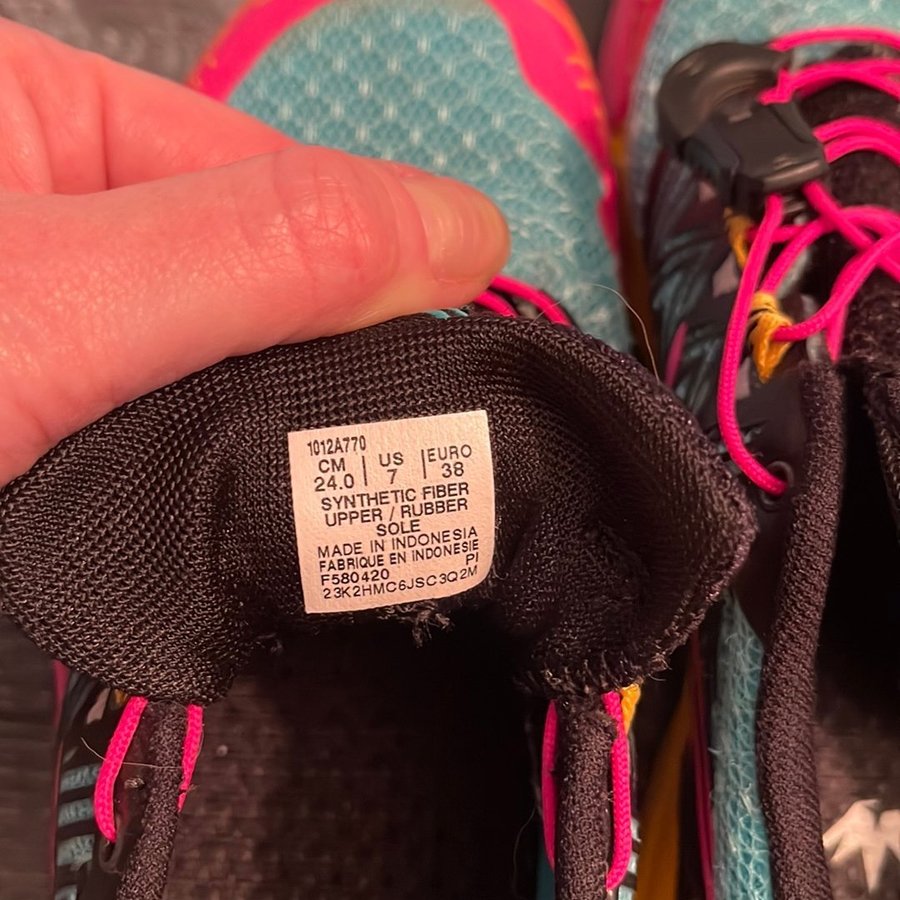 1012A770
CM | US | EURO
24.0 7 38
SYNTHETIC FIBER
UPPER / RUBBER
SOLE
MADE IN INDONESIA
FABRIQUE EN INDONESIE
F580420 PI
23K2HMC6JSC3Q2M